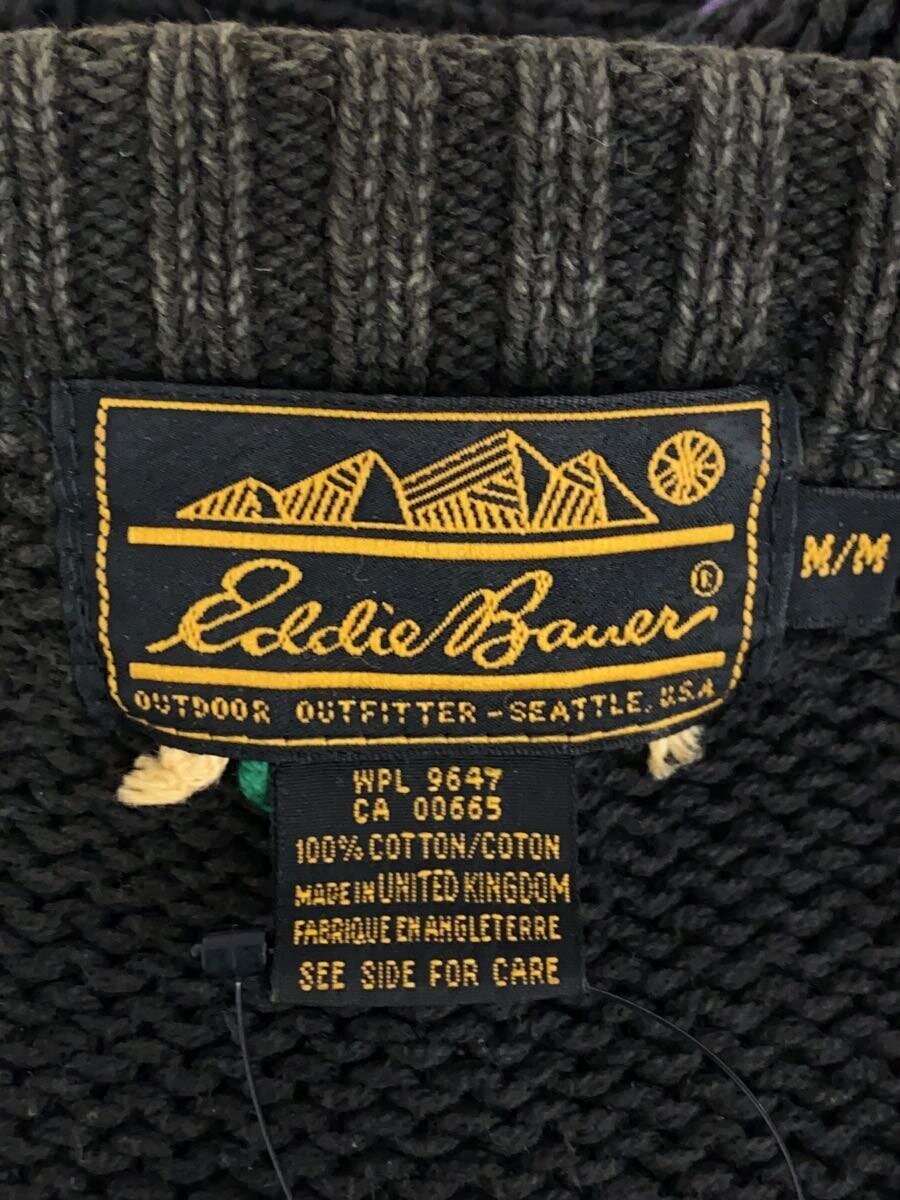 Eddie Bauer®
M/M
OUTDOOR OUTFITTER - SEATTLE, U.S.A.
WPL 9647
CA 00665
100% COTTON/COTON
MADE IN UNITED KINGDOM
FABRIQUE EN ANGLETERRE
SEE SIDE FOR CARE